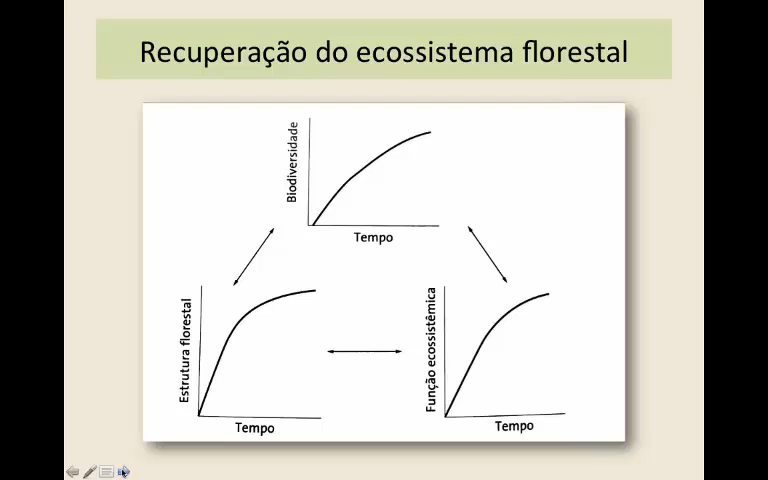 Recuperação do ecossistema florestal
Biodiversidade
Tempo
Estrutura florestal
Tempo
Função ecossistêmica
Tempo